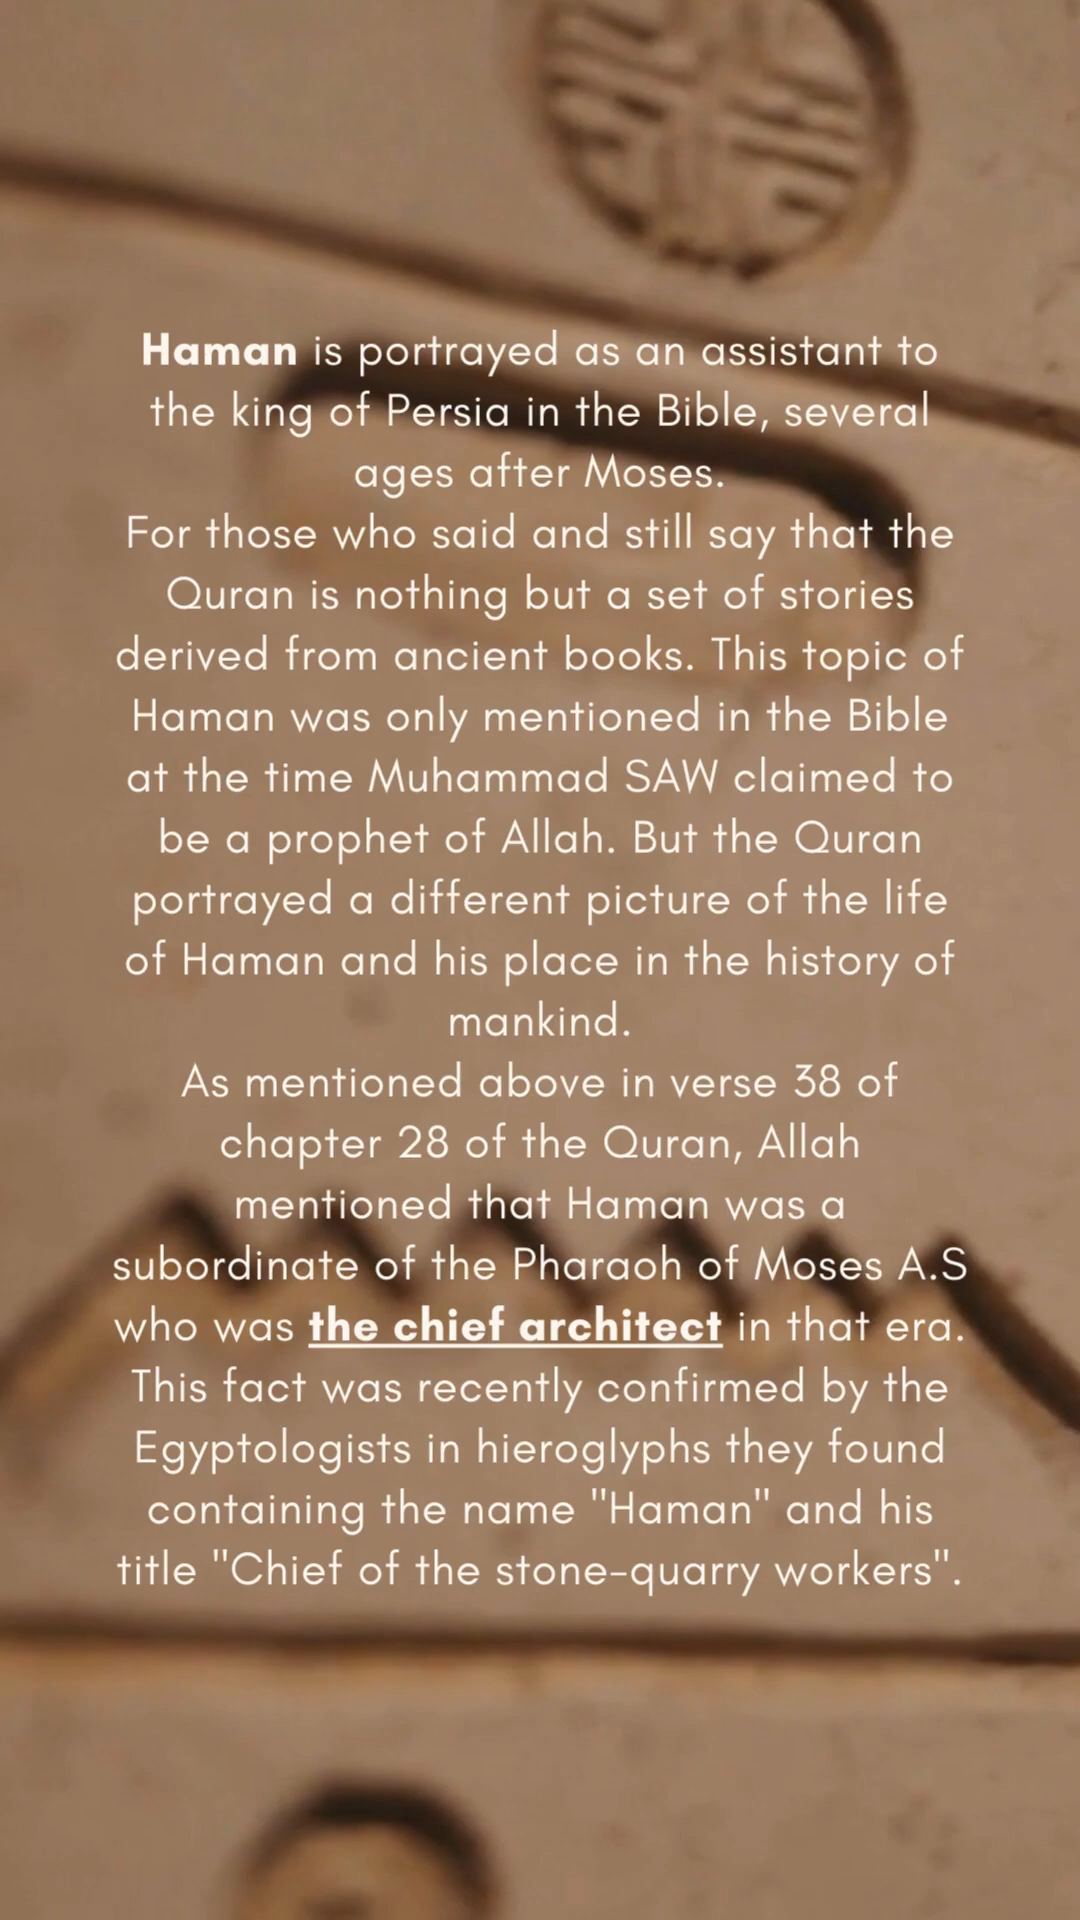 Haman is portrayed as an assistant to
the king of Persia in the Bible, several
ages after Moses.
For those who said and still say that the
Quran is nothing but a set of stories
derived from ancient books. This topic of
Haman was only mentioned in the Bible
at the time Muhammad SAW claimed to
be a prophet of Allah. But the Quran
portrayed a different picture of the life
of Haman and his place in the history of
mankind.
As mentioned above in verse 38 of
chapter 28 of the Quran, Allah
mentioned that Haman was a
subordinate of the Pharaoh of Moses A.S
who was the chief architect in that era.
This fact was recently confirmed by the
Egyptologists in hieroglyphs they found
containing the name "Haman" and his
title "Chief of the stone-quarry workers".